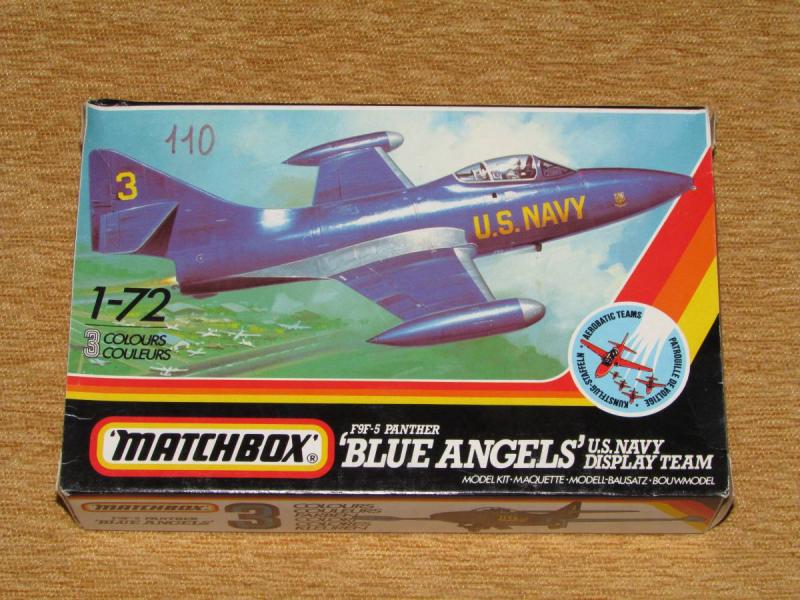 110
3
U.S. NAVY
1-72
3 COLOURS
COULEURS
AEROBATIC TEAMS
PATROUILLE DE VOLTIGE
KUNSTFLUG-STAFFELN
F9F-5 PANTHER
'MATCHBOX'®
'BLUE ANGELS'
U.S. NAVY
DISPLAY TEAM
MODEL KIT·MAQUETTE·MODELL-BAUSATZ·BOUWMODEL
MATCHBOX
F9F-5 PANTHER
'BLUE ANGELS'
3
COLOURS
COULEURS